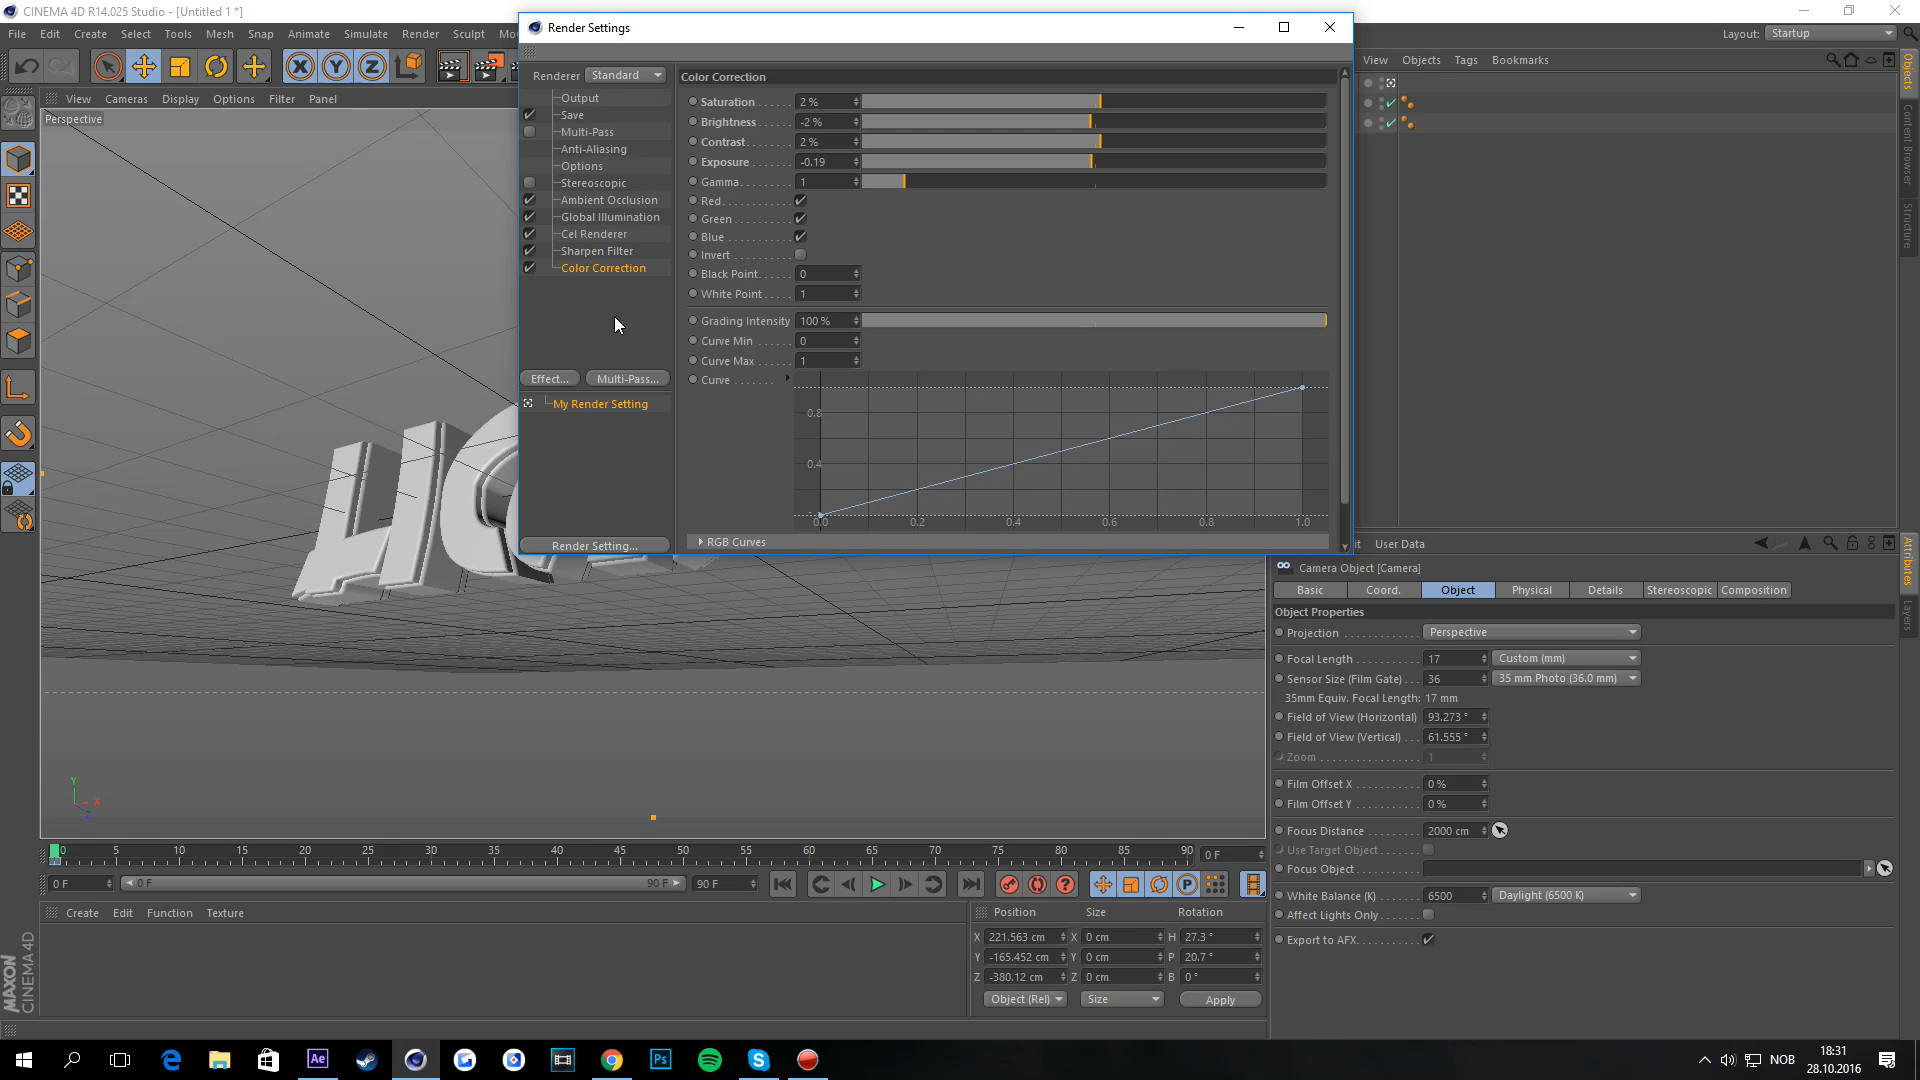 CINEMA 4D R14.025 Studio - [Untitled 1 *]
File Edit Create Select Tools Mesh Snap Animate Simulate Render Sculpt
Layout: Startup
Render Settings
Renderer Standard
Output
Save
Multi-Pass
Anti-Aliasing
Options
Stereoscopic
Ambient Occlusion
Global Illumination
Cel Renderer
Sharpen Filter
Color Correction
Effect... Multi-Pass...
My Render Setting
Render Setting...
Color Correction
Saturation 2 %
Brightness -2 %
Contrast 2 %
Exposure -0.19
Gamma 1
Red
Green
Blue
Invert
Black Point 0
White Point 1
Grading Intensity 100 %
Curve Min 0
Curve Max 1
Curve
0.8
0.4
0.0 0.2 0.4 0.6 0.8 1.0
RGB Curves
View Cameras Display Options Filter Panel
Perspective
Y
X
Z
View Objects Tags Bookmarks
Objects
Content Browser
Structure
User Data
Attributes
Layers
Camera Object [Camera]
Basic Coord. Object Physical Details Stereoscopic Composition
Object Properties
Projection Perspective
Focal Length 17 Custom (mm)
Sensor Size (Film Gate) 36 35 mm Photo (36.0 mm)
35mm Equiv. Focal Length: 17 mm
Field of View (Horizontal) 93.273 °
Field of View (Vertical) 61.555 °
Zoom 1
Film Offset X 0 %
Film Offset Y 0 %
Focus Distance 2000 cm
Use Target Object
Focus Object
White Balance (K) 6500 Daylight (6500 K)
Affect Lights Only
Export to AFX
0 5 10 15 20 25 30 35 40 45 50 55 60 65 70 75 80 85 90 0 F
0 F 0 F 90 F 90 F
Create Edit Function Texture
Position Size Rotation
X 221.563 cm X 0 cm H 27.3 °
Y -165.452 cm Y 0 cm P 20.7 °
Z -380.12 cm Z 0 cm B 0 °
Object (Rel) Size Apply
MAXON
CINEMA 4D
Ae
Ps
NOB
18:31
28.10.2016